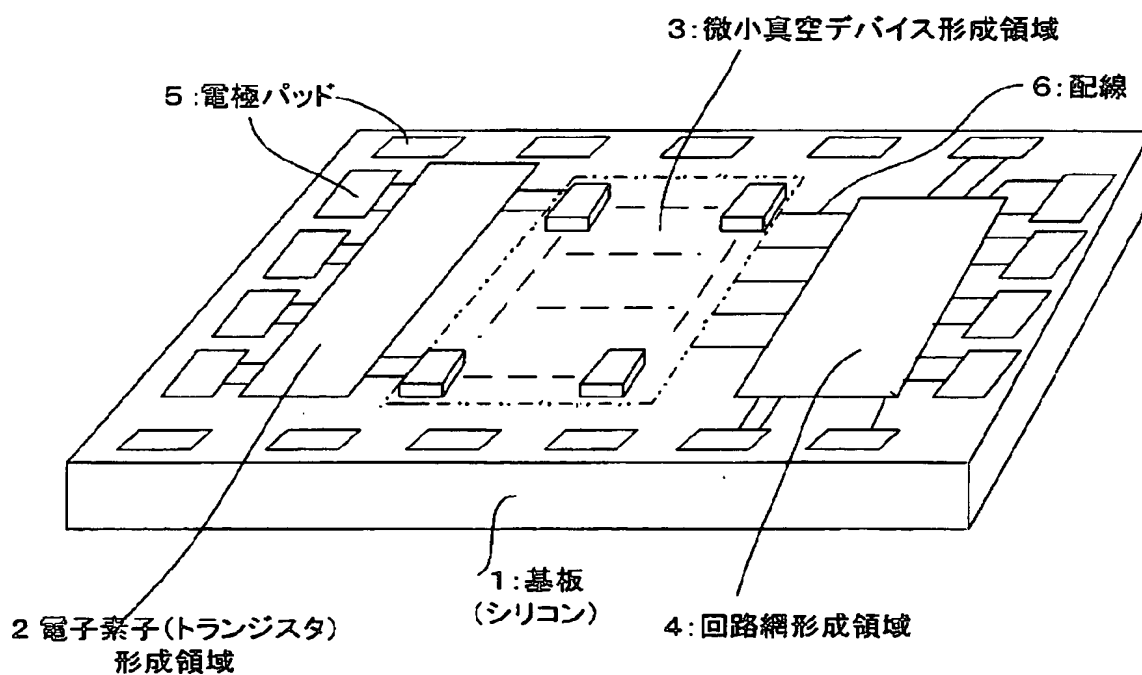 3:微小真空デバイス形成領域
5:電極パッド
6:配線
1:基板
(シリコン)
2 電子素子(トランジスタ)
形成領域
4:回路網形成領域